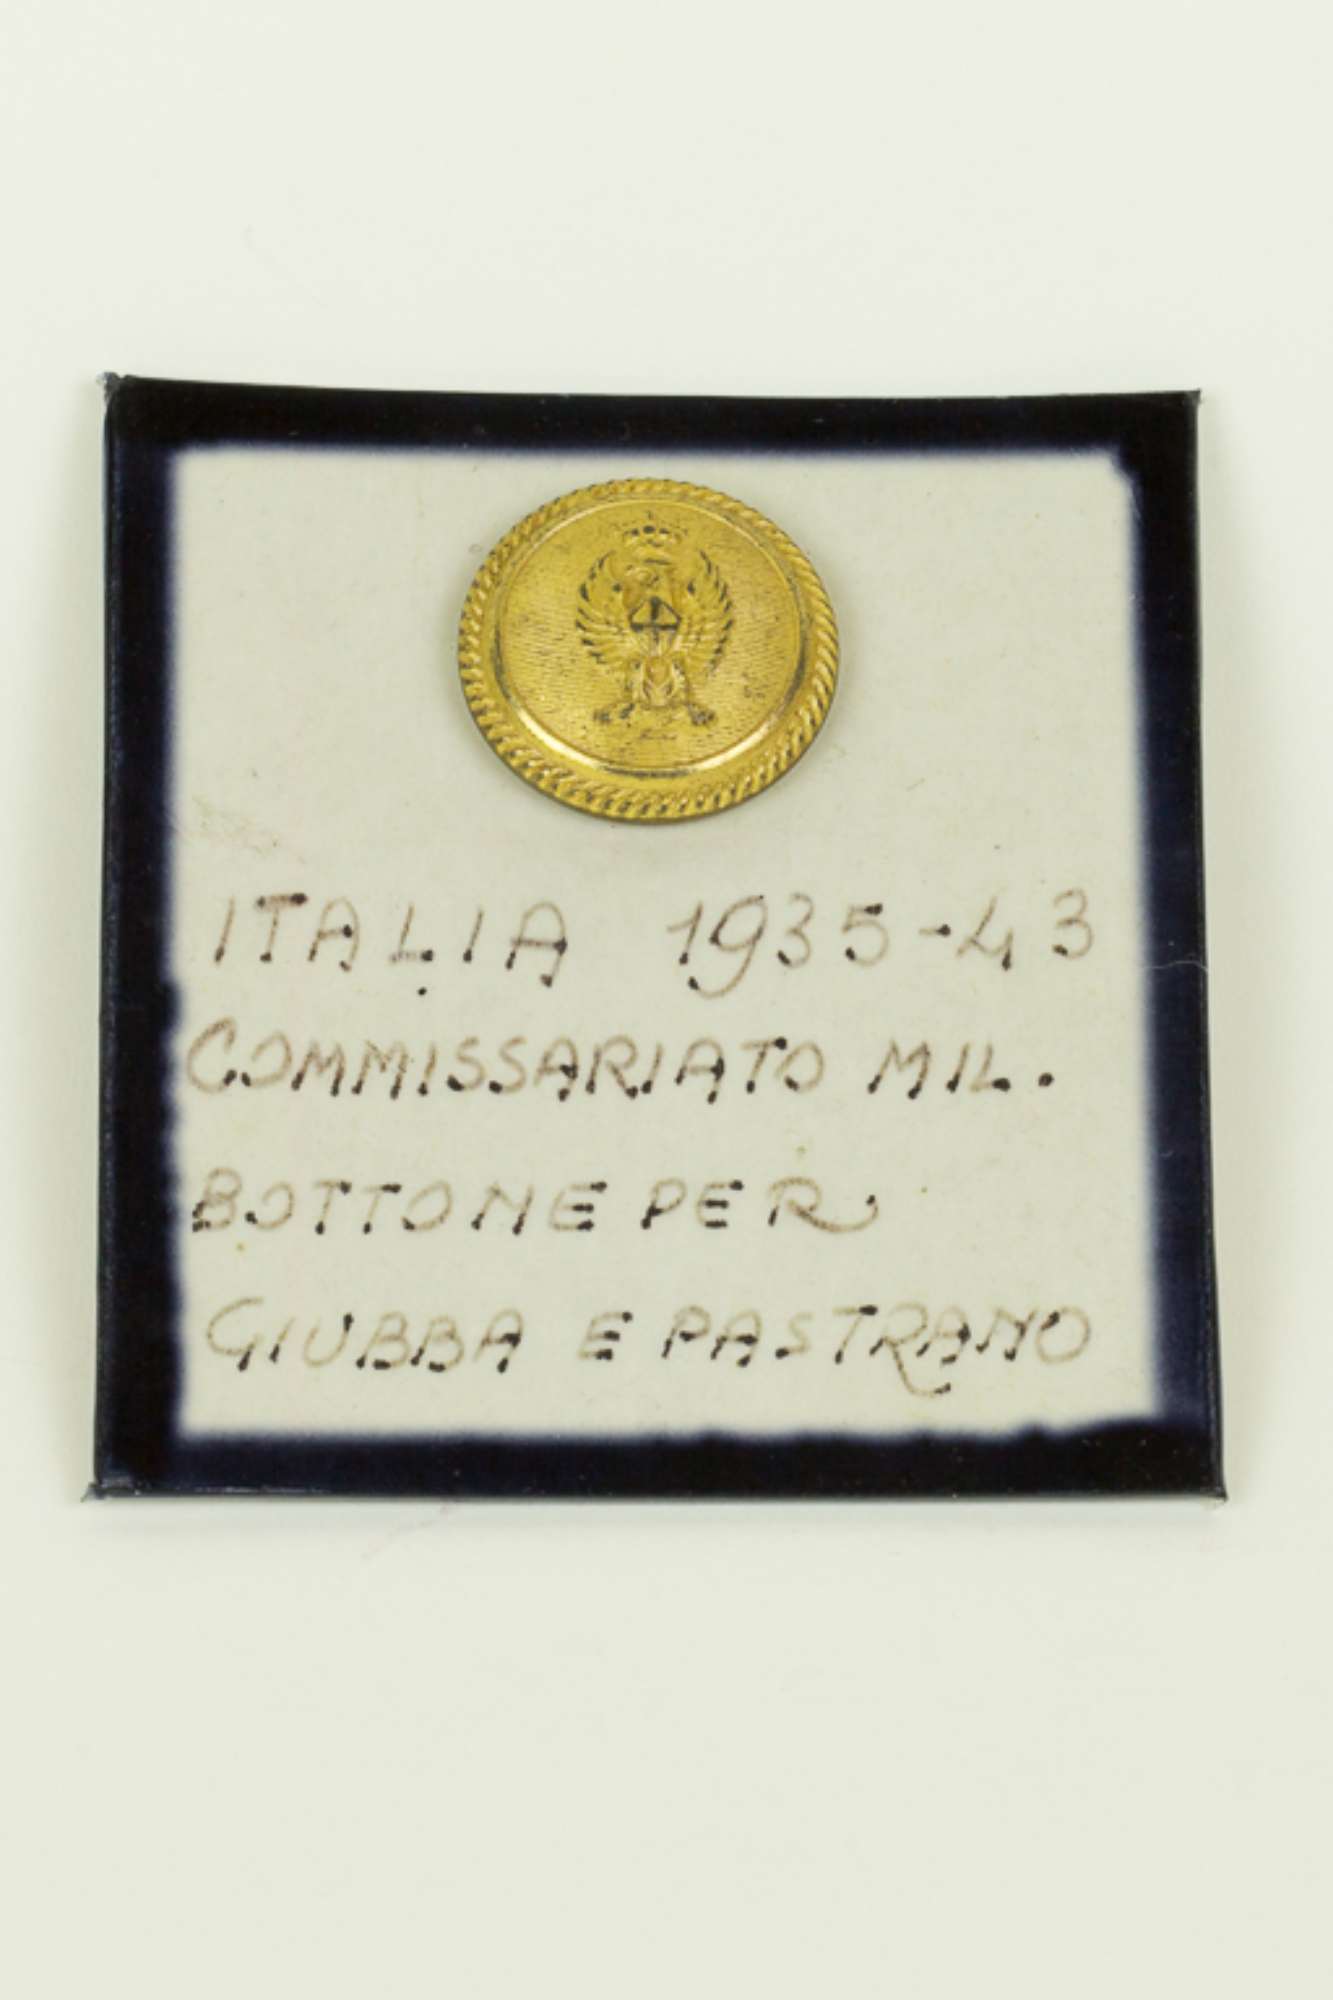 ITALIA 1935-43
COMMISSARIATO MIL.
BOTTONE PER
GIUBBA E PASTRANO